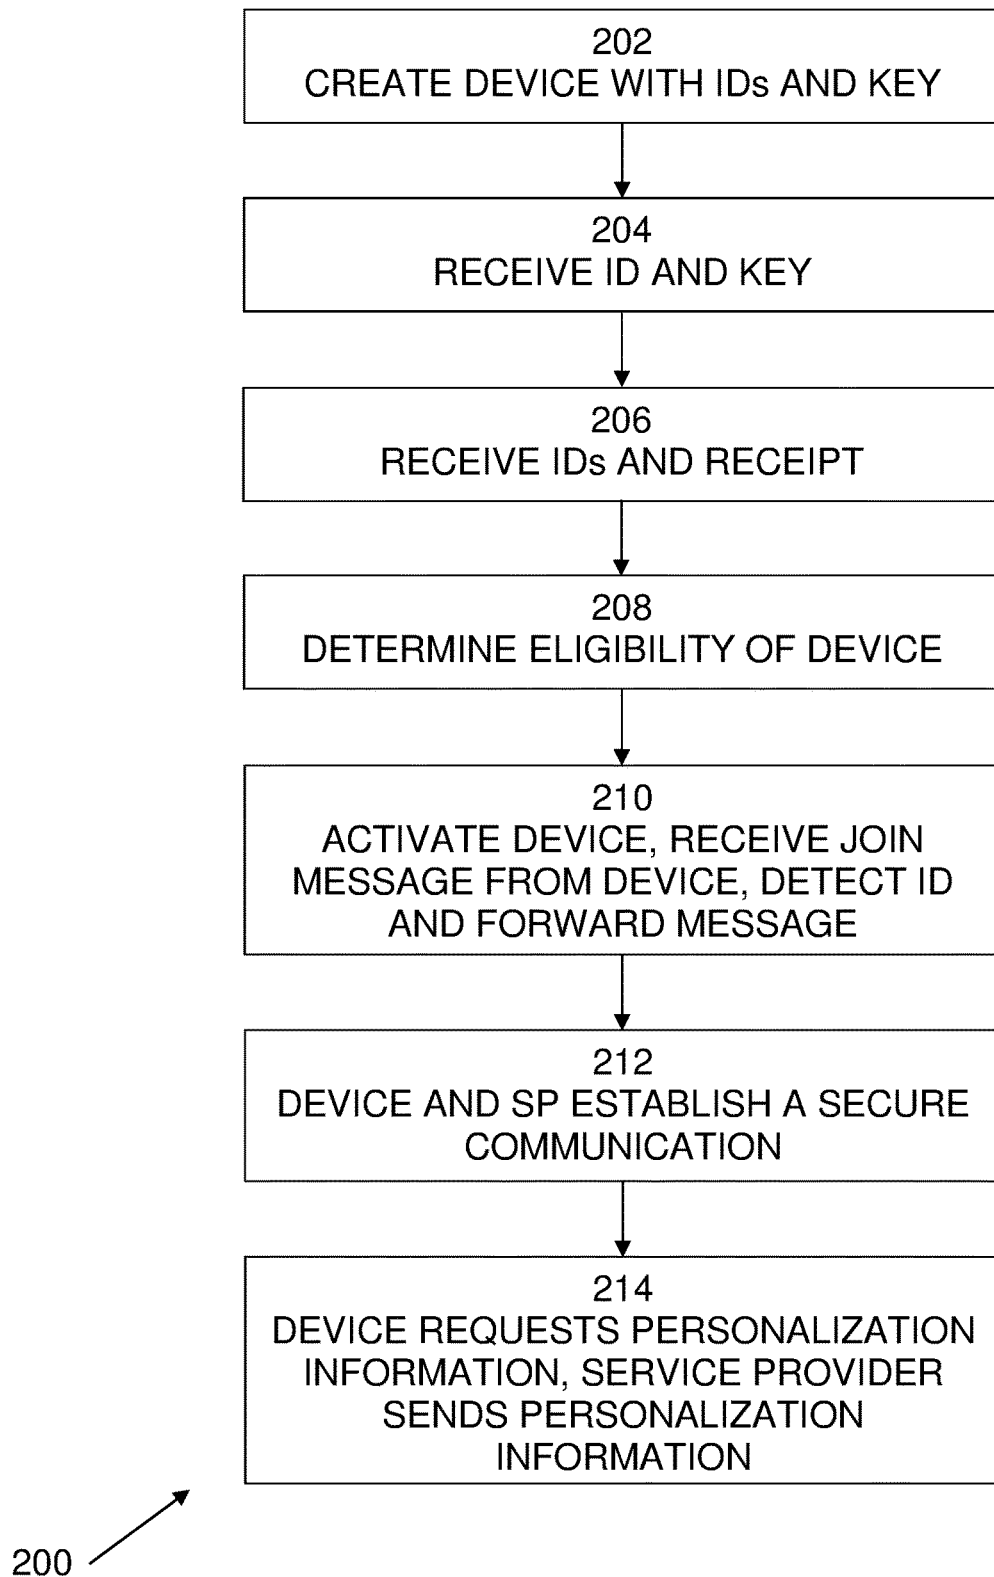 202
CREATE DEVICE WITH IDs AND KEY
204
RECEIVE ID AND KEY
206
RECEIVE IDs AND RECEIPT
208
DETERMINE ELIGIBILITY OF DEVICE
210
ACTIVATE DEVICE, RECEIVE JOIN
MESSAGE FROM DEVICE, DETECT ID
AND FORWARD MESSAGE
212
DEVICE AND SP ESTABLISH A SECURE
COMMUNICATION
214
DEVICE REQUESTS PERSONALIZATION
INFORMATION, SERVICE PROVIDER
SENDS PERSONALIZATION
INFORMATION
200